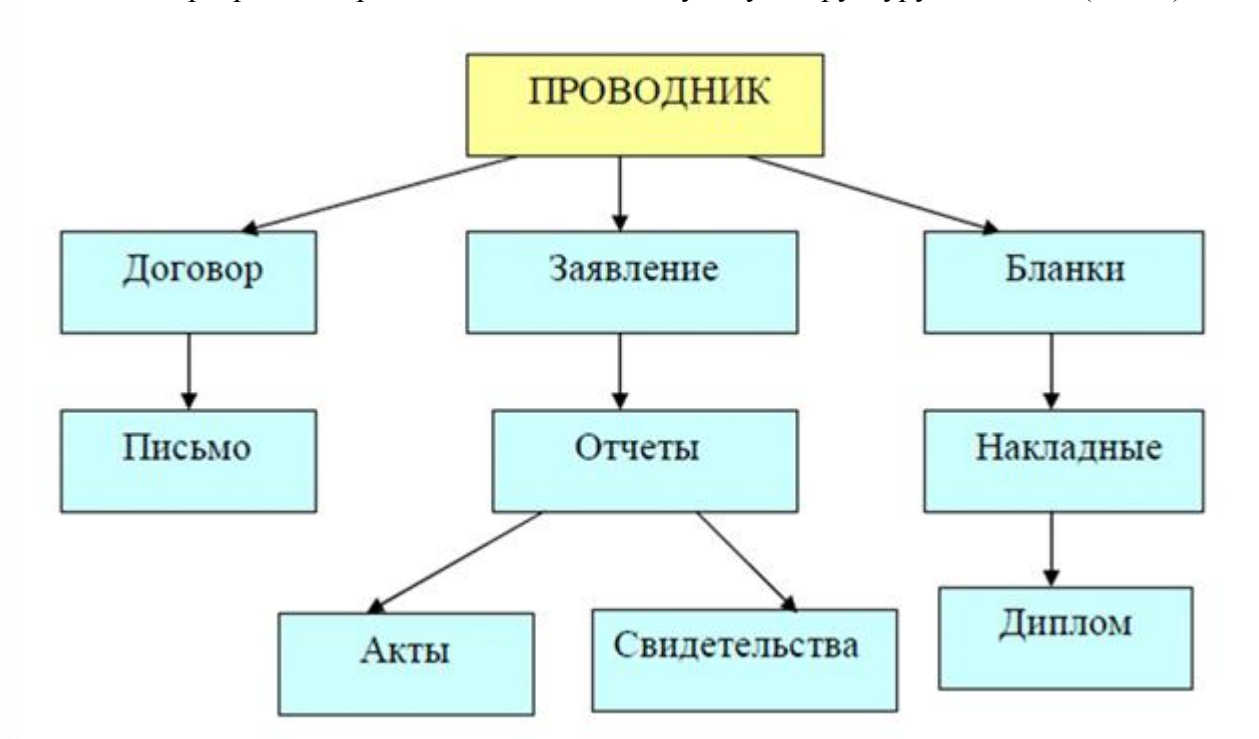 ПРОВОДНИК
Договор
Заявление
Бланки
Письмо
Отчеты
Накладные
Акты
Свидетельства
Диплом